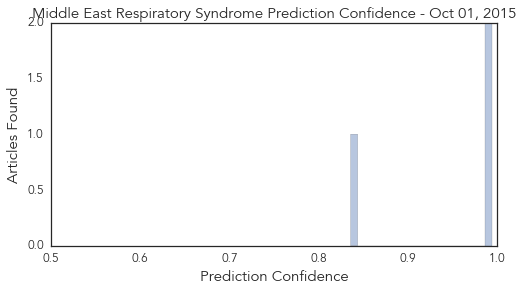 Middle East Respiratory Syndrome Prediction Confidence - Oct 01, 2015
2.0
1.5
1.0
0.5
0.0
Articles Found
0.5 0.6 0.7 0.8 0.9 1.0
Prediction Confidence